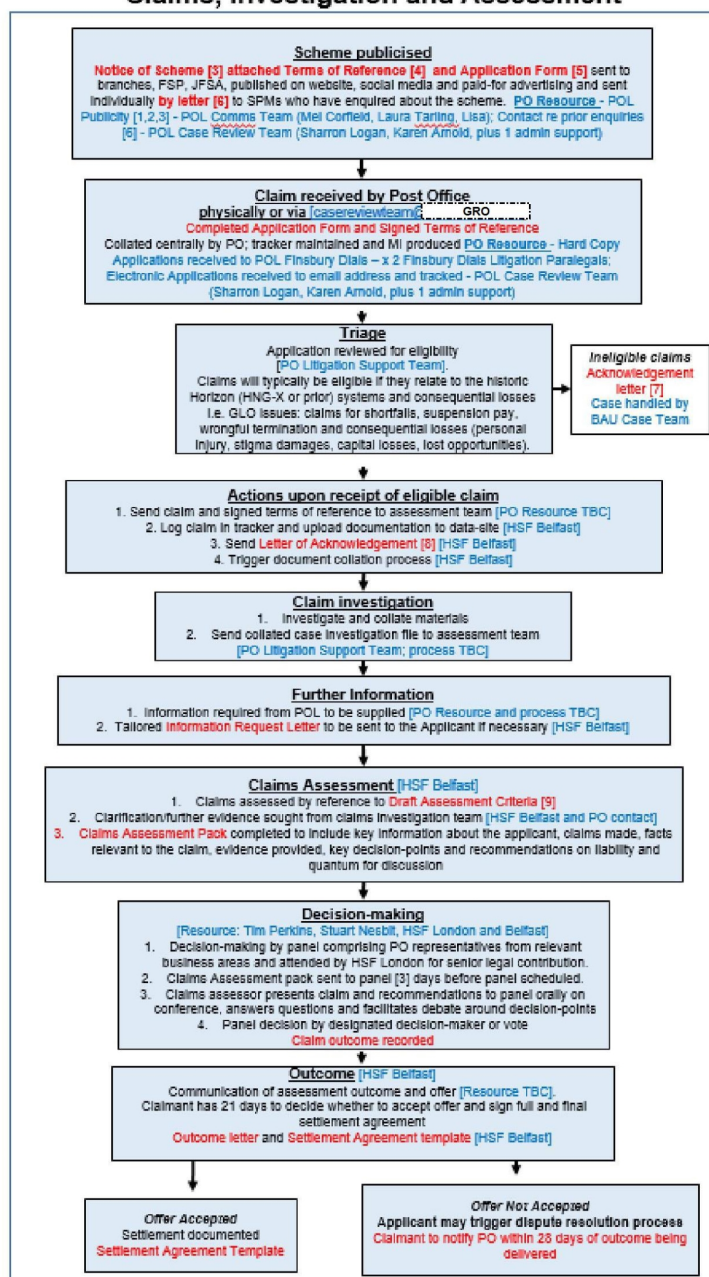 Claims, Investigation and Assessment
Scheme publicised
Notice of Scheme [3] attached Terms of Reference [4] and Application Form [5] sent to
branches, FSP, JFSA, published on website, social media and paid-for advertising and sent
individually by letter [6] to SPMs who have enquired about the scheme. PO Resource - POL
Publicity [1,2,3] - POL Comms Team (Mel Corfield, Laura Tarling, Lisa); Contact re prior enquiries
[6] - POL Case Review Team (Sharron Logan, Karen Arnold, plus 1 admin support)
Claim received by Post Office
physically or via [casereviewteam@ GRO
Completed Application Form and Signed Terms of Reference
Collated centrally by PO; tracker maintained and MI produced PO Resource - Hard Copy
Applications received to POL Finsbury Dials – x 2 Finsbury Dials Litigation Paralegals;
Electronic Applications received to email address and tracked - POL Case Review Team
(Sharron Logan, Karen Arnold, plus 1 admin support)
Triage
Application reviewed for eligibility
[PO Litigation Support Team].
Claims will typically be eligible if they relate to the historic
Horizon (HNG-X or prior) systems and consequential losses
i.e. GLO issues: claims for shortfalls, suspension pay,
wrongful termination and consequential losses (personal
injury, stigma damages, capital losses, lost opportunities).
Ineligible claims
Acknowledgement
letter [7]
Case handled by
BAU Case Team
Actions upon receipt of eligible claim
1. Send claim and signed terms of reference to assessment team [PO Resource TBC]
2. Log claim in tracker and upload documentation to data-site [HSF Belfast]
3. Send Letter of Acknowledgement [8] [HSF Belfast]
4. Trigger document collation process [HSF Belfast]
Claim investigation
1. Investigate and collate materials
2. Send collated case investigation file to assessment team
[PO Litigation Support Team; process TBC]
Further Information
1. Information required from POL to be supplied [PO Resource and process TBC]
2. Tailored Information Request Letter to be sent to the Applicant if necessary [HSF Belfast]
Claims Assessment [HSF Belfast]
1. Claims assessed by reference to Draft Assessment Criteria [9]
2. Clarification/further evidence sought from claims investigation team [HSF Belfast and PO contact]
3. Claims Assessment Pack completed to include key information about the applicant, claims made, facts
relevant to the claim, evidence provided, key decision-points and recommendations on liability and
quantum for discussion
Decision-making
[Resource: Tim Perkins, Stuart Nesbit, HSF London and Belfast]
1. Decision-making by panel comprising PO representatives from relevant
business areas and attended by HSF London for senior legal contribution.
2. Claims Assessment pack sent to panel [3] days before panel scheduled.
3. Claims assessor presents claim and recommendations to panel orally on
conference, answers questions and facilitates debate around decision-points
4. Panel decision by designated decision-maker or vote
Claim outcome recorded
Outcome [HSF Belfast]
Communication of assessment outcome and offer [Resource TBC].
Claimant has 21 days to decide whether to accept offer and sign full and final
settlement agreement
Outcome letter and Settlement Agreement template [HSF Belfast]
Offer Accepted
Settlement documented
Settlement Agreement Template
Offer Not Accepted
Applicant may trigger dispute resolution process
Claimant to notify PO within 28 days of outcome being
delivered